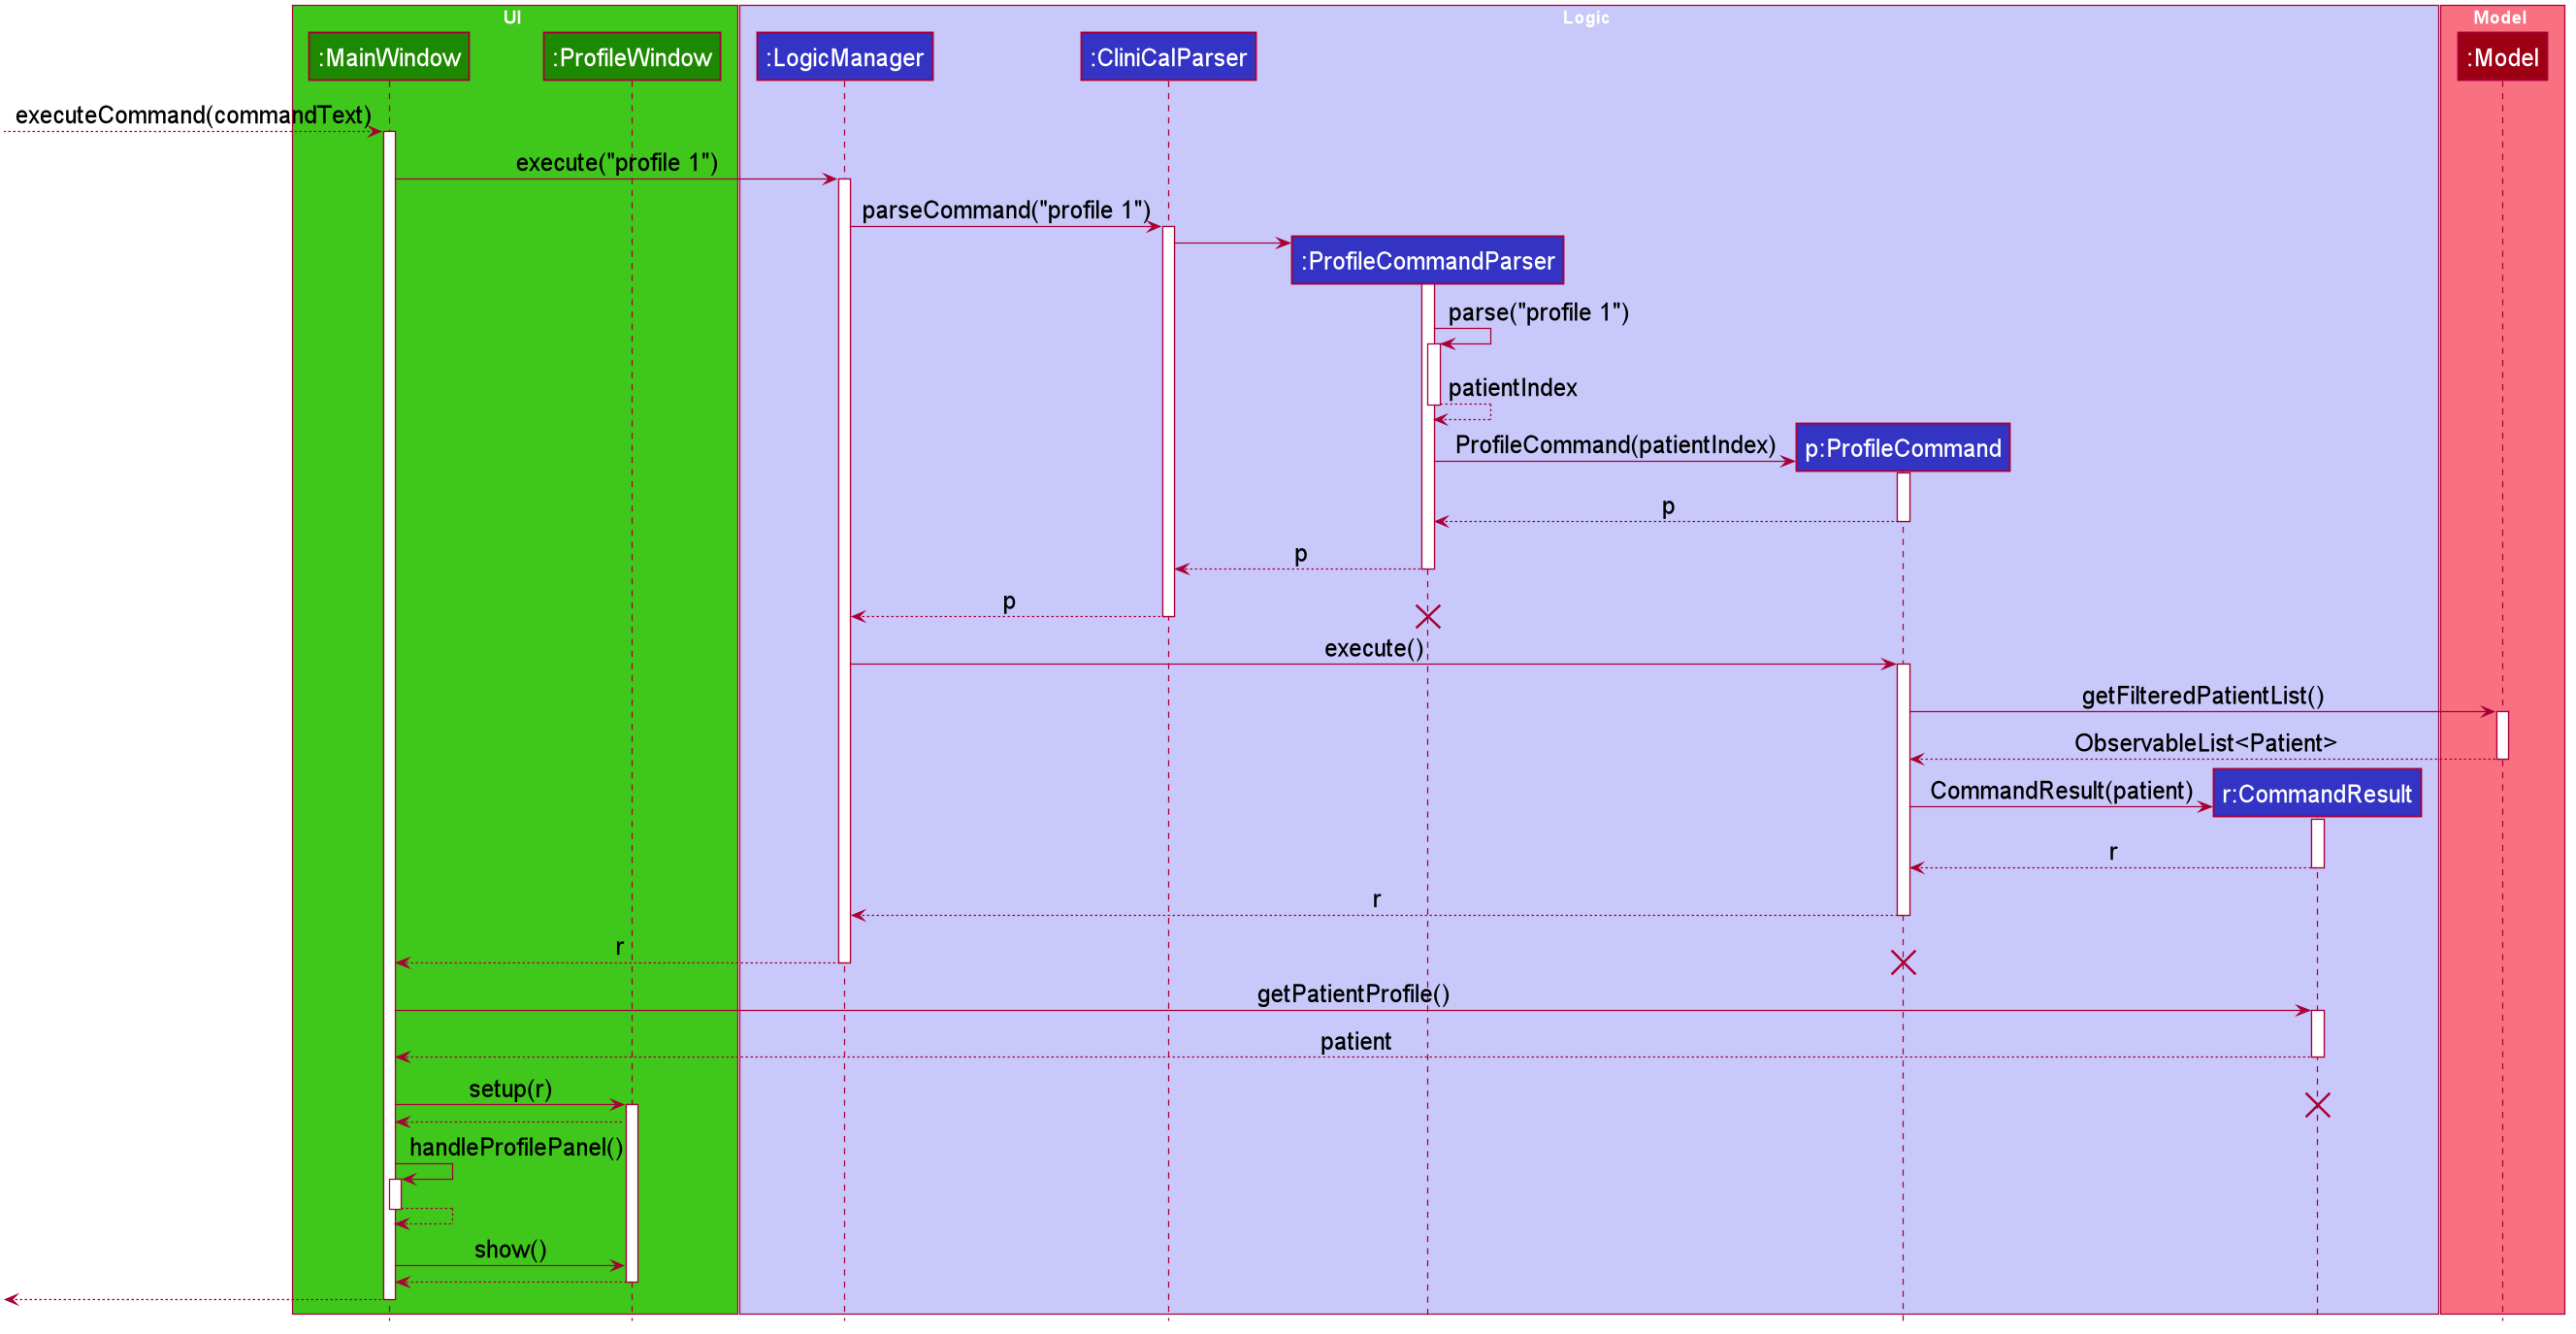 UI
Logic
Model
:MainWindow
:ProfileWindow
:LogicManager
:CliniCalParser
:Model
executeCommand(commandText)
execute("profile 1")
parseCommand("profile 1")
:ProfileCommandParser
parse("profile 1")
patientIndex
ProfileCommand(patientIndex)
p:ProfileCommand
p
p
p
execute()
getFilteredPatientList()
ObservableList<Patient>
CommandResult(patient)
r:CommandResult
r
r
r
getPatientProfile()
patient
setup(r)
handleProfilePanel()
show()